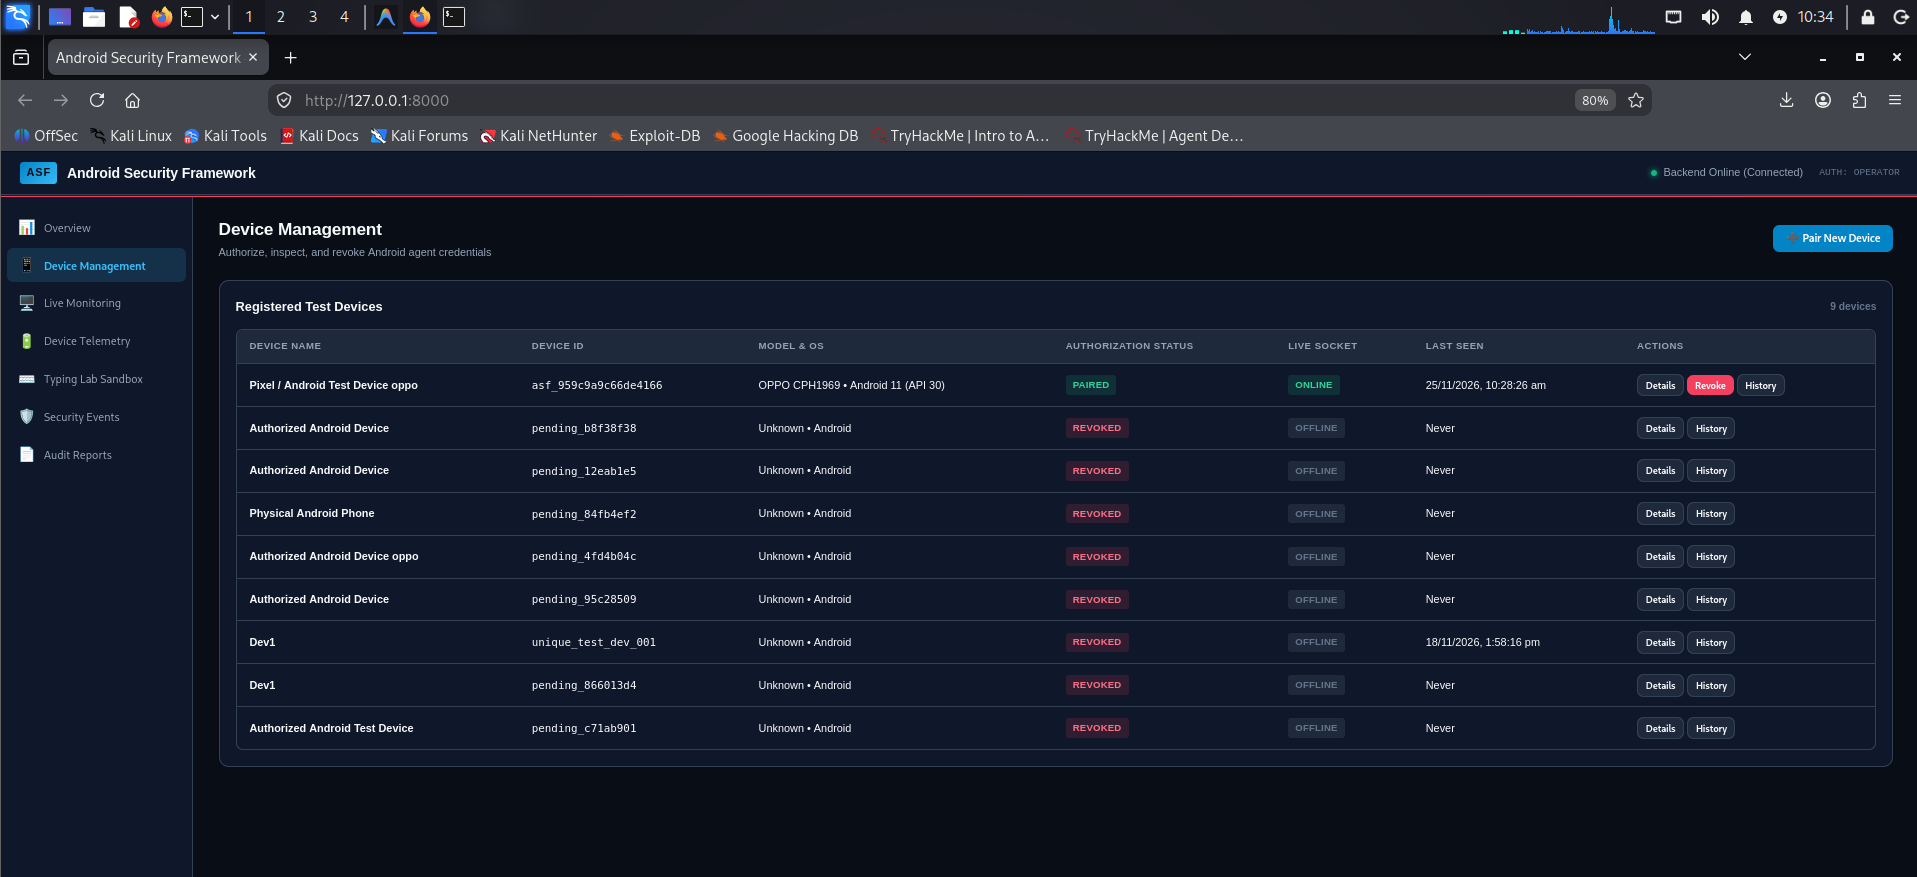 1 2 3 4 10:34
Android Security Framework
http://127.0.0.1:8000 80%
OffSec Kali Linux Kali Tools Kali Docs Kali Forums Kali NetHunter Exploit-DB Google Hacking DB TryHackMe | Intro to A… TryHackMe | Agent De…
ASF Android Security Framework Backend Online (Connected) AUTH: OPERATOR
Overview
Device Management
Live Monitoring
Device Telemetry
Typing Lab Sandbox
Security Events
Audit Reports
Device Management
Authorize, inspect, and revoke Android agent credentials
Pair New Device
Registered Test Devices 9 devices
DEVICE NAME DEVICE ID MODEL & OS AUTHORIZATION STATUS LIVE SOCKET LAST SEEN ACTIONS
Pixel / Android Test Device oppo asf_959c9a9c66de4166 OPPO CPH1969 • Android 11 (API 30) PAIRED ONLINE 25/11/2026, 10:28:26 am Details Revoke History
Authorized Android Device pending_b8f38f38 Unknown • Android REVOKED OFFLINE Never Details History
Authorized Android Device pending_12eab1e5 Unknown • Android REVOKED OFFLINE Never Details History
Physical Android Phone pending_84fb4ef2 Unknown • Android REVOKED OFFLINE Never Details History
Authorized Android Device oppo pending_4fd4b04c Unknown • Android REVOKED OFFLINE Never Details History
Authorized Android Device pending_95c28509 Unknown • Android REVOKED OFFLINE Never Details History
Dev1 unique_test_dev_001 Unknown • Android REVOKED OFFLINE 18/11/2026, 1:58:16 pm Details History
Dev1 pending_866013d4 Unknown • Android REVOKED OFFLINE Never Details History
Authorized Android Test Device pending_c71ab901 Unknown • Android REVOKED OFFLINE Never Details History